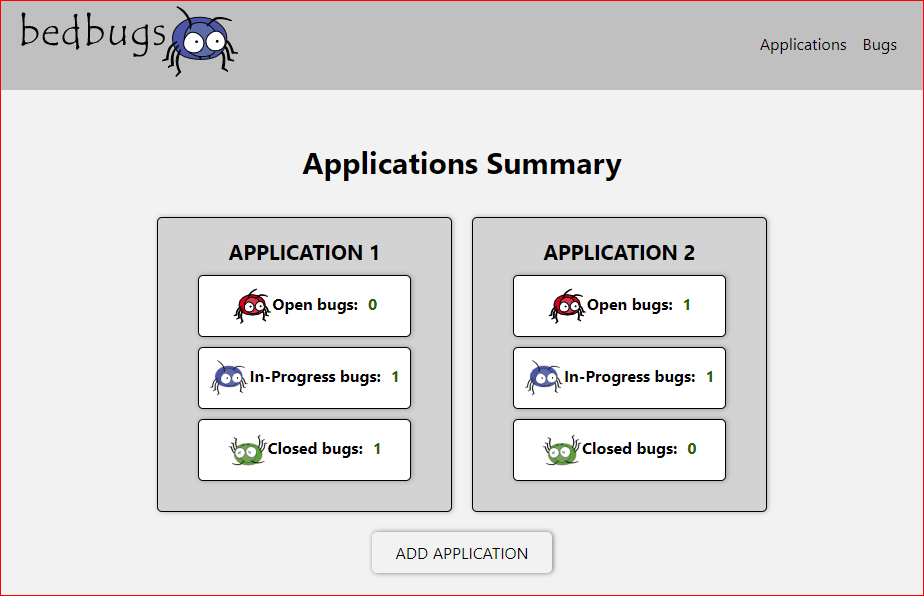 bedbugs
Applications Bugs
Applications Summary
APPLICATION 1
Open bugs: 0
In-Progress bugs: 1
Closed bugs: 1
APPLICATION 2
Open bugs: 1
In-Progress bugs: 1
Closed bugs: 0
ADD APPLICATION